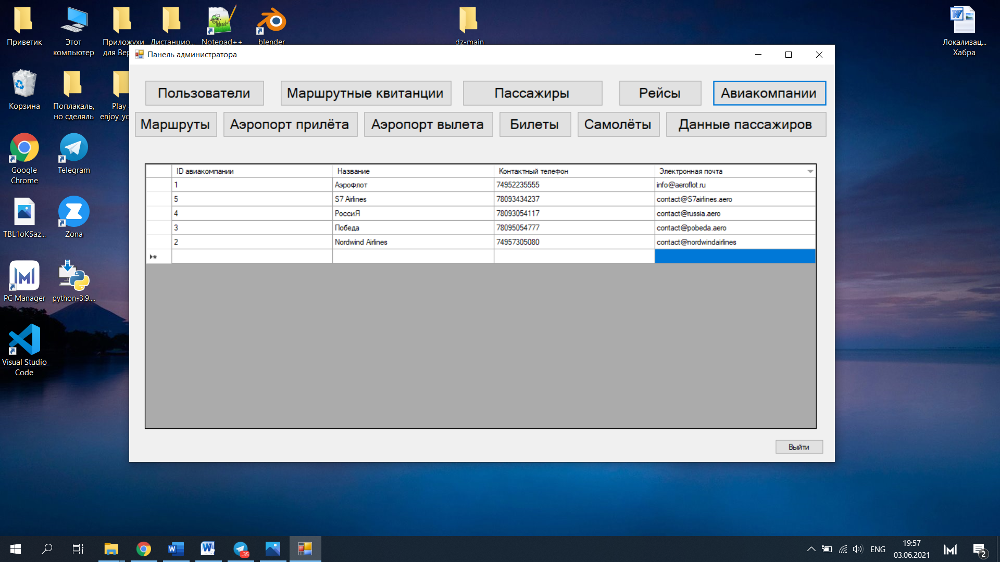 Приветик
Этот
компьютер
Приложухи
для Вер
Дистанцио...
Notepad++
blender
dz-main
Локализац...
Хабра
Корзина
Поплакаль,
но сделяль
Play
enjoy_yc
Google
Chrome
Telegram
TBL1oKSaz...
Zona
PC Manager
python-3.9....
Visual Studio
Code
Панель администратора
Пользователи
Маршрутные квитанции
Пассажиры
Рейсы
Авиакомпании
Маршруты
Аэропорт прилёта
Аэропорт вылета
Билеты
Самолёты
Данные пассажиров
ID авиакомпании Название Контактный телефон Электронная почта
1 Аэрофлот 74952235555 info@aeroflot.ru
5 S7 Airlines 78093434237 contact@S7airlines.aero
4 РоссиЯ 78093054117 contact@russia.aero
3 Победа 78095054777 contact@pobeda.aero
2 Nordwind Airlines 74957305080 contact@nordwindairlines
Выйти
..35
ENG
19:57
03.06.2021
2